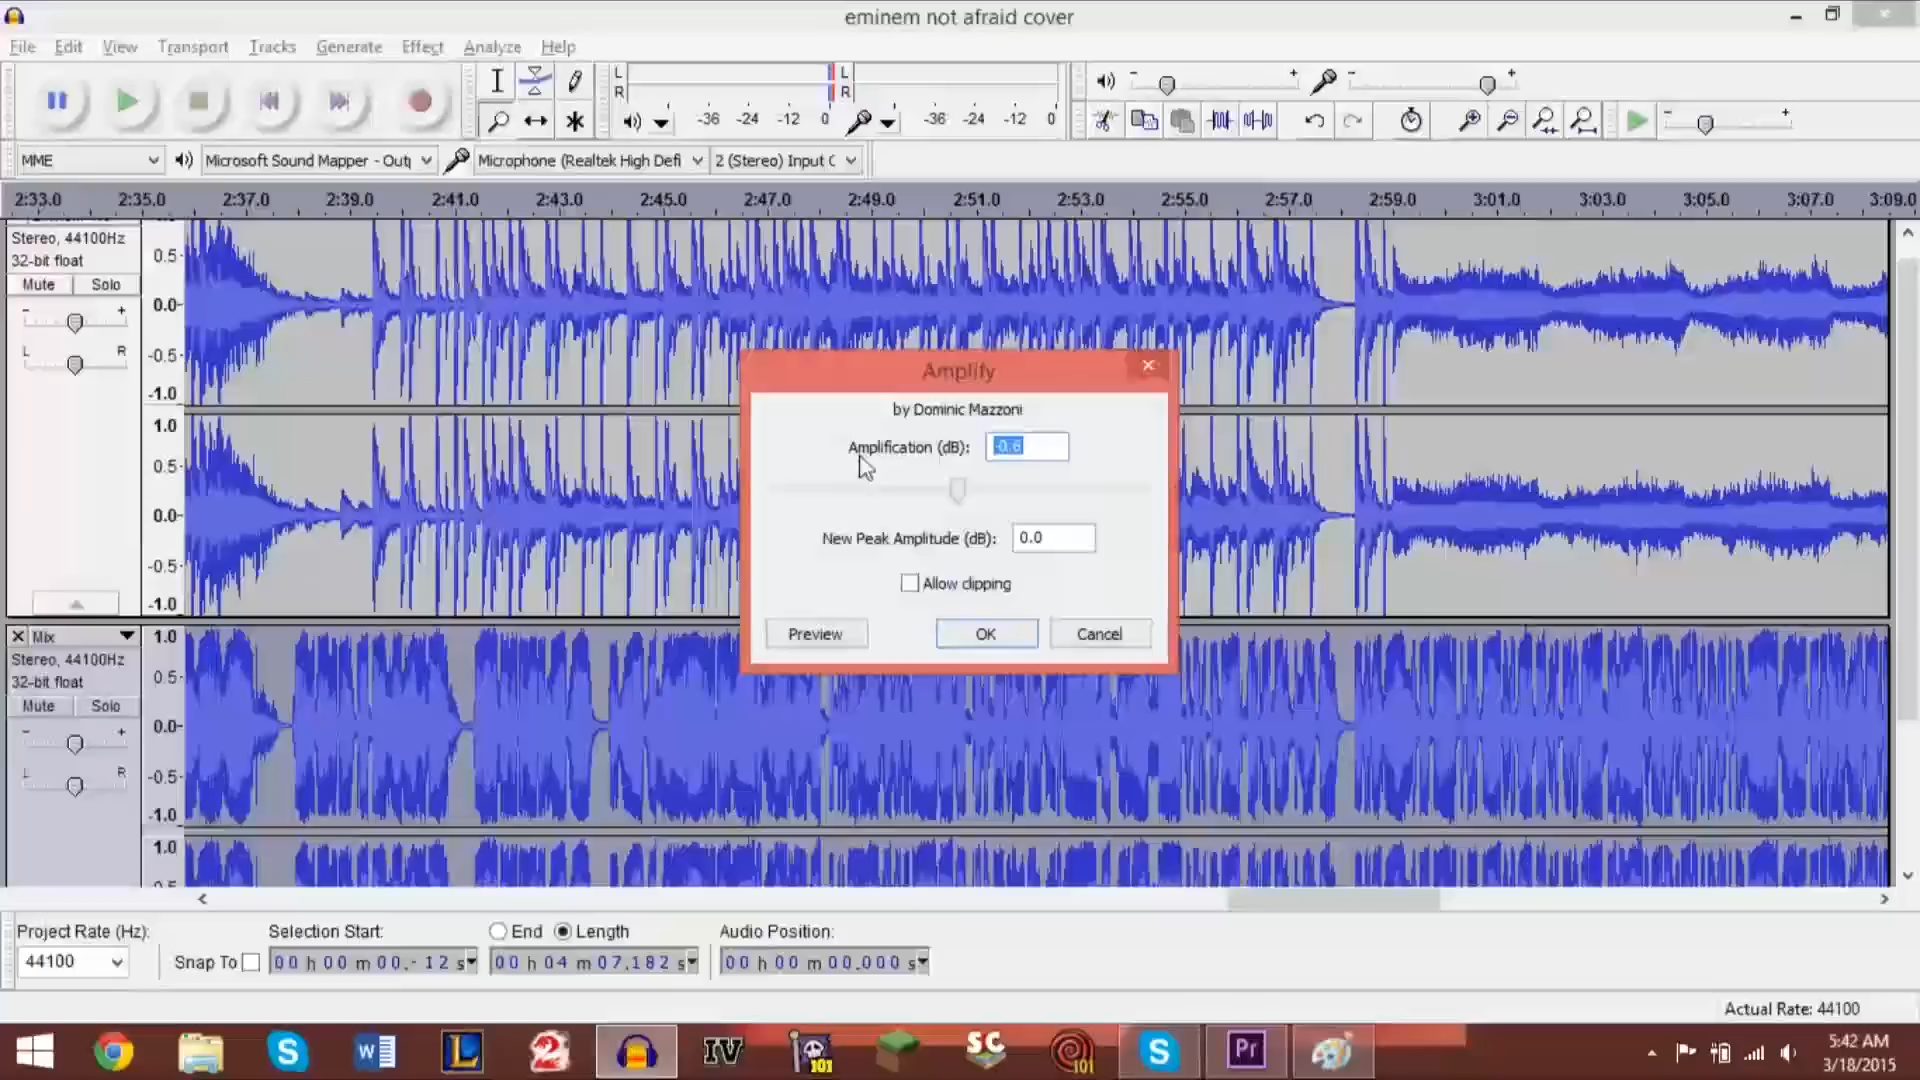 eminem not afraid cover
File Edit View Transport Tracks Generate Effect Analyze Help
L R -36 -24 -12 0 L R -36 -24 -12 0
MME Microsoft Sound Mapper - Outp Microphone (Realtek High Defi 2 (Stereo) Input C
2:33.0 2:35.0 2:37.0 2:39.0 2:41.0 2:43.0 2:45.0 2:47.0 2:49.0 2:51.0 2:53.0 2:55.0 2:57.0 2:59.0 3:01.0 3:03.0 3:05.0 3:07.0 3:09.0
Stereo, 44100Hz
32-bit float
Mute Solo
- +
L R
0.5
0.0
-0.5
-1.0
1.0
0.5
0.0
-0.5
-1.0
Amplify
by Dominic Mazzoni
Amplification (dB): -0.6
New Peak Amplitude (dB): 0.0
Allow clipping
Preview OK Cancel
Mix
Stereo, 44100Hz
32-bit float
Mute Solo
- +
L R
1.0
0.5
0.0
-0.5
-1.0
1.0
0.5
Project Rate (Hz): Selection Start: End Length Audio Position:
44100 Snap To 00 h 00 m 00.-12 s 00 h 04 m 07.182 s 00 h 00 m 00.000 s
Actual Rate: 44100
S W L 2 IV 101 SC 101 S Pr
5:42 AM
3/18/2015